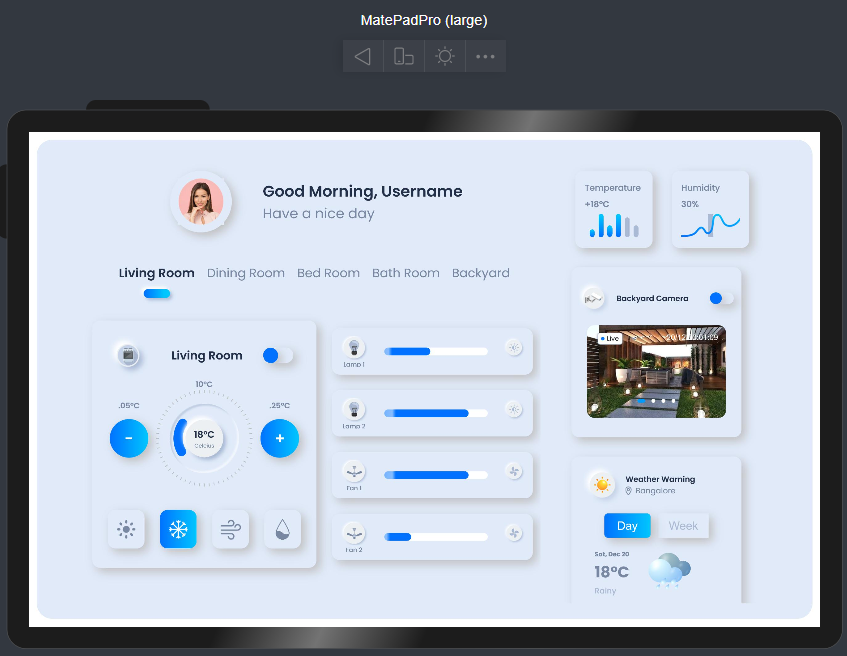 MatePadPro (large)
Good Morning, Username
Have a nice day
Temperature
+18°C
Humidity
30%
Living Room Dining Room Bed Room Bath Room Backyard
Living Room
10°C
.05°C
.25°C
-
18°C
Celcius
+
Lamp 1
Lamp 2
Fan 1
Fan 2
Backyard Camera
Live
Weather Warning
Bangalore
Day
Week
Sat, Dec 20
18°C
Rainy